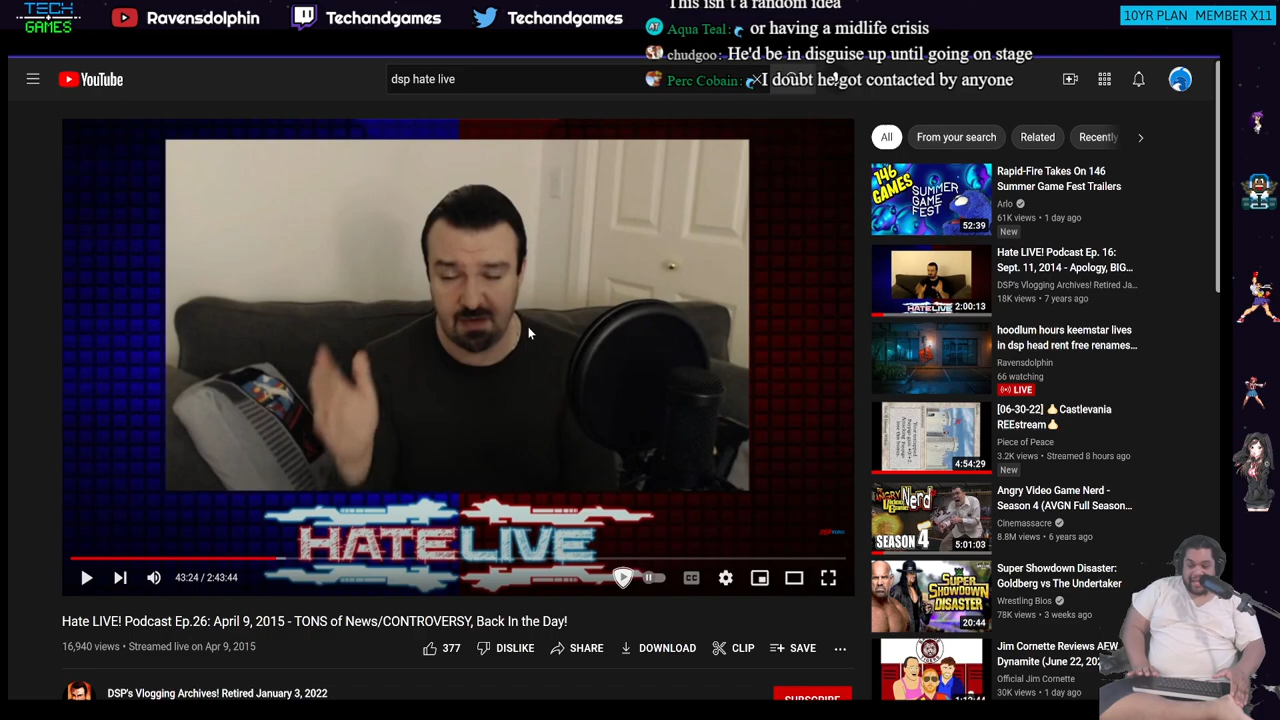 TECH
GAMES
Ravensdolphin
Techandgames
Techandgames
This isn't a random idea
Aqua Teal: or having a midlife crisis
chudgoo: He'd be in disguise up until going on stage
Perc Cobain: I doubt he got contacted by anyone
10YR PLAN MEMBER X11
YouTube
dsp hate live
All
From your search
Related
Recently
146
GAMES
SUMMER
GAME
FEST
52:39
Rapid-Fire Takes On 146
Summer Game Fest Trailers
Arlo
61K views • 1 day ago
New
HATELIVE
2:00:13
Hate LIVE! Podcast Ep. 16:
Sept. 11, 2014 - Apology, BIG...
DSP's Vlogging Archives! Retired Ja...
18K views • 7 years ago
hoodlum hours keemstar lives
in dsp head rent free renames...
Ravensdolphin
66 watching
LIVE
4:54:29
[06-30-22] Castlevania
REEstream
Piece of Peace
3.2K views • Streamed 8 hours ago
New
ANGRY
Nerd
SEASON 4
5:01:03
Angry Video Game Nerd -
Season 4 (AVGN Full Season...
Cinemassacre
8.8M views • 6 years ago
SUPER
SHOWDOWN
DISASTER
20:44
Super Showdown Disaster:
Goldberg vs The Undertaker
Wrestling Bios
78K views • 3 weeks ago
Jim Cornette Reviews AEW
Dynamite (June 22, 202
Official Jim Cornette
30K views • 1 day ago
HATELIVE
43:24 / 2:43:44
CC
Hate LIVE! Podcast Ep.26: April 9, 2015 - TONS of News/CONTROVERSY, Back In the Day!
16,940 views • Streamed live on Apr 9, 2015
377
DISLIKE
SHARE
DOWNLOAD
CLIP
SAVE
DSP's Vlogging Archives! Retired January 3, 2022
SUBSCRIBE